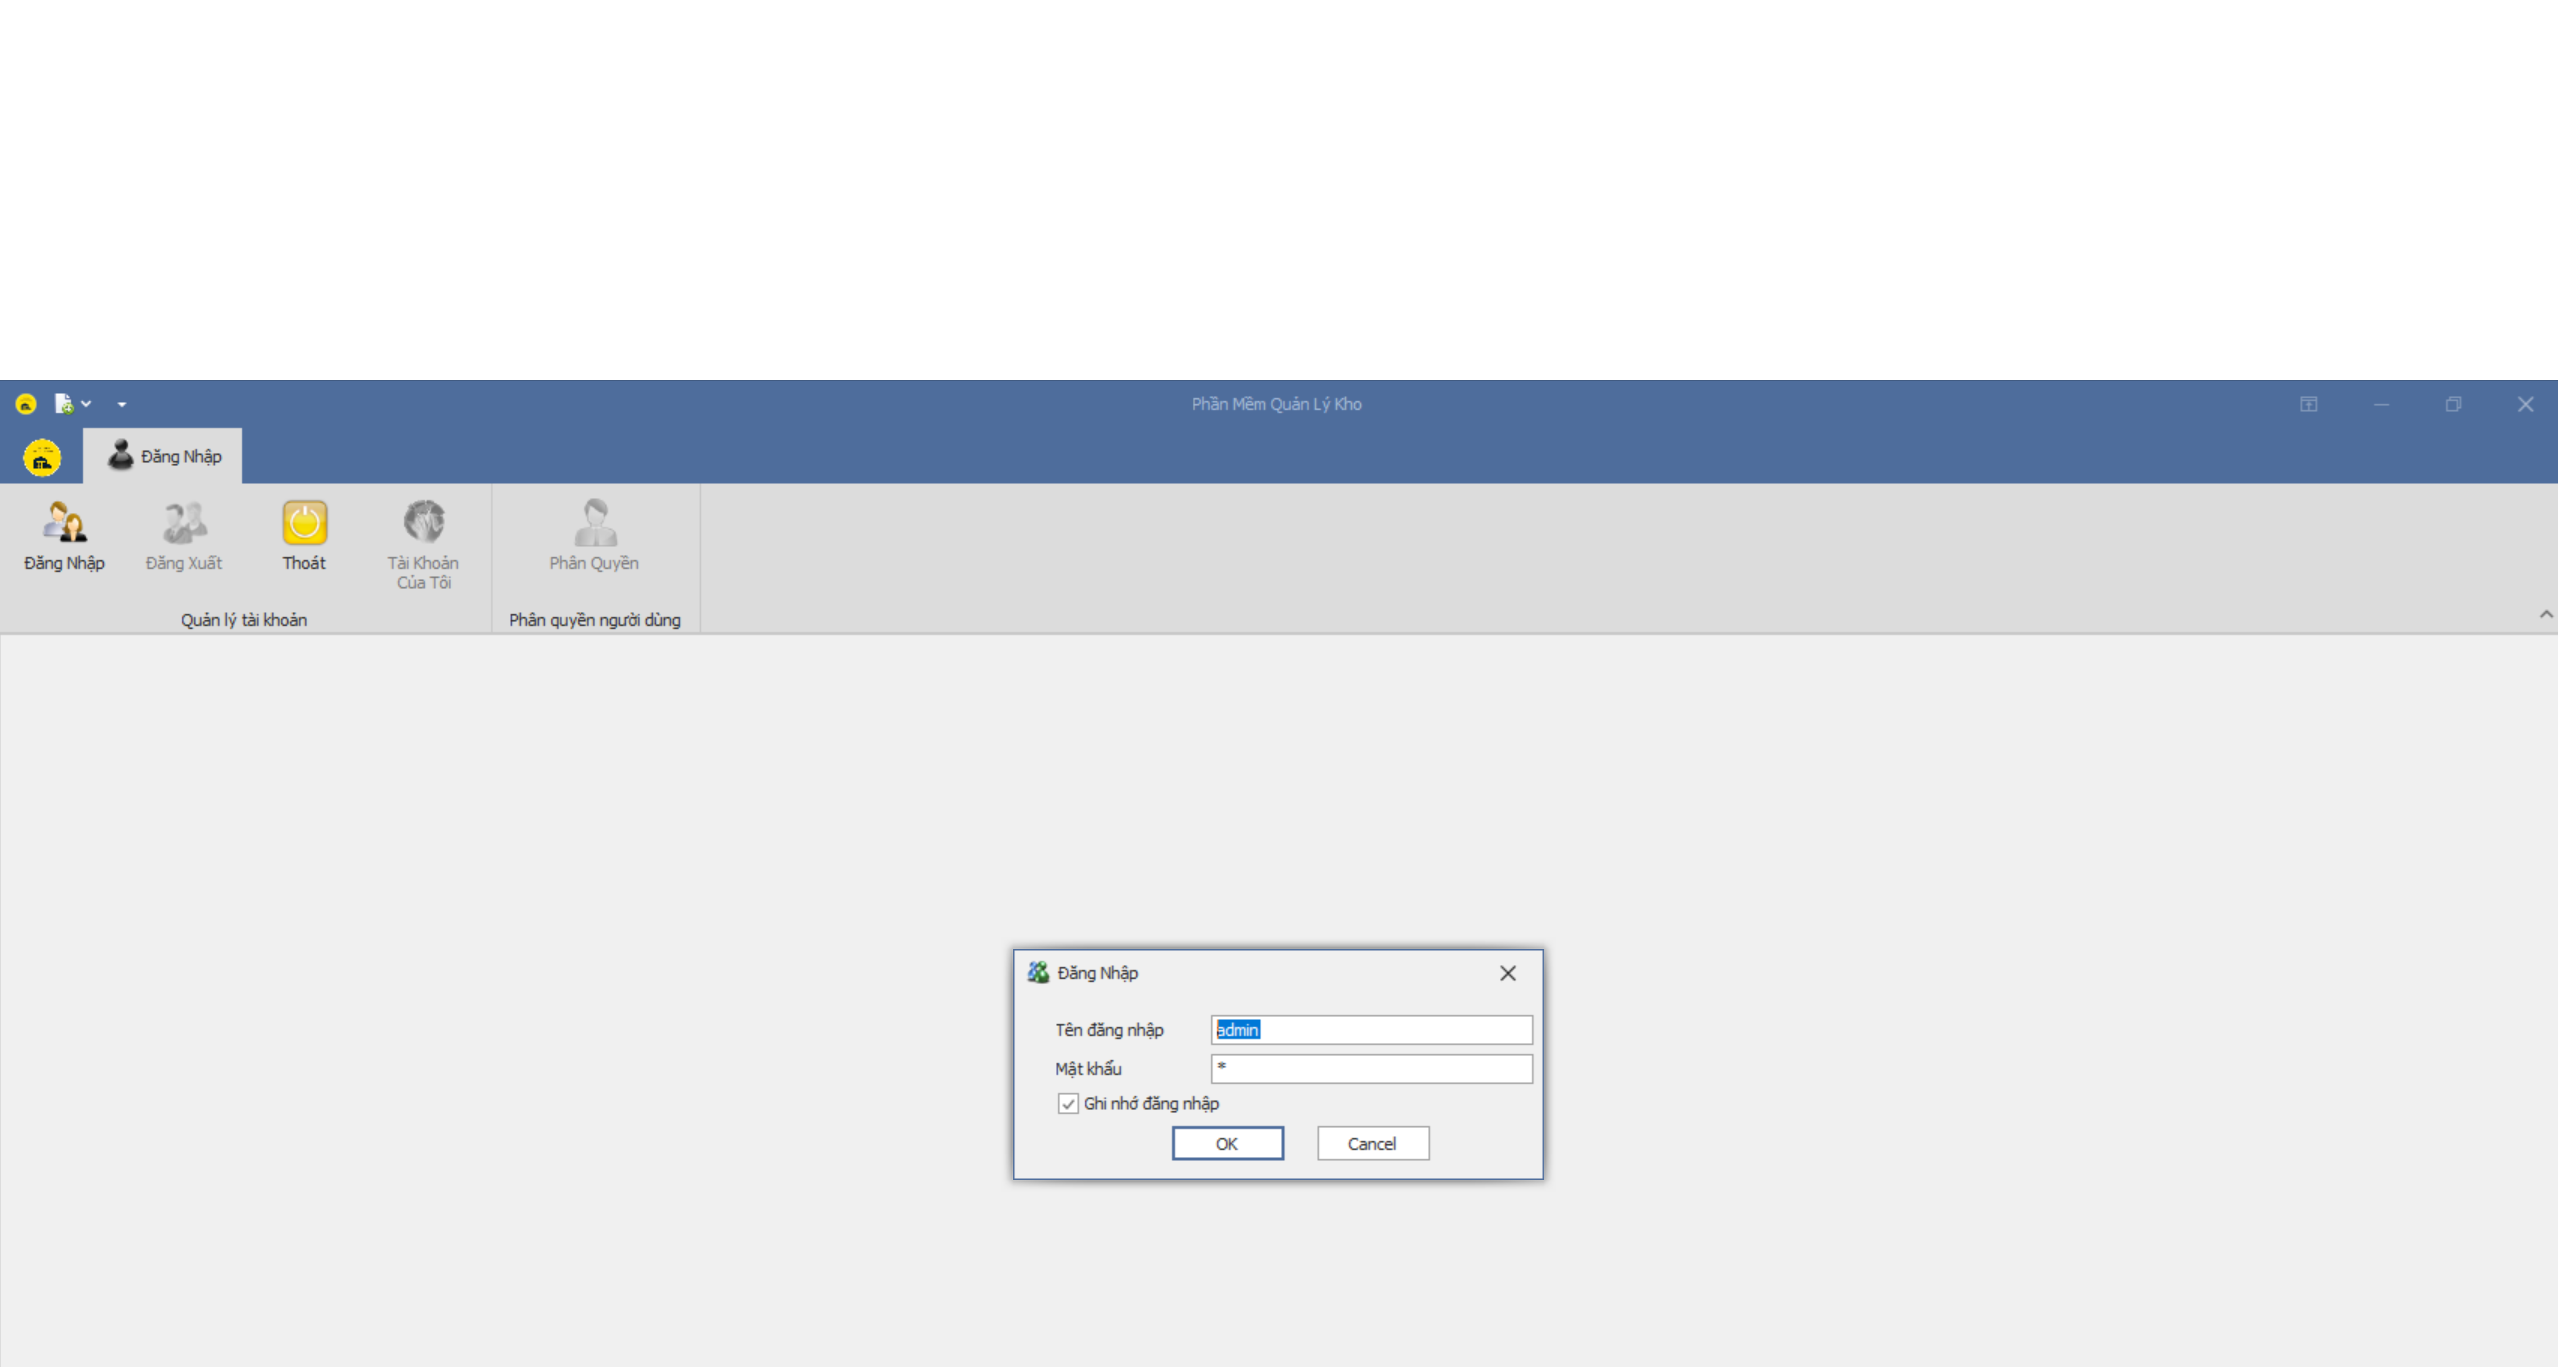 Phần Mềm Quản Lý Kho
Đăng Nhập
Đăng Nhập
Đăng Xuất
Thoát
Tài Khoản
Của Tôi
Phân Quyền
Quản lý tài khoản
Phân quyền người dùng
Đăng Nhập
Tên đăng nhập admin
Mật khẩu *
Ghi nhớ đăng nhập
OK Cancel